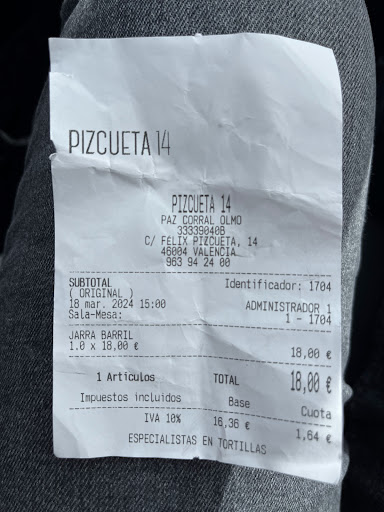 PIZCUETA 14
PIZCUETA 14
PAZ CORRAL OLMO
33339040B
C/ FÉLIX PIZCUETA, 14
46004 VALENCIA
963 94 24 00
SUBTOTAL Identificador: 1704
( ORIGINAL )
18 mar. 2024 15:00 ADMINISTRADOR 1
Sala-Mesa: 1 - 1704
JARRA BARRIL
1.0 x 18,00 € 18,00 €
1 Artículos TOTAL 18,00 €
Impuestos incluidos Base Cuota
IVA 10% 16,36 € 1,64 €
ESPECIALISTAS EN TORTILLAS